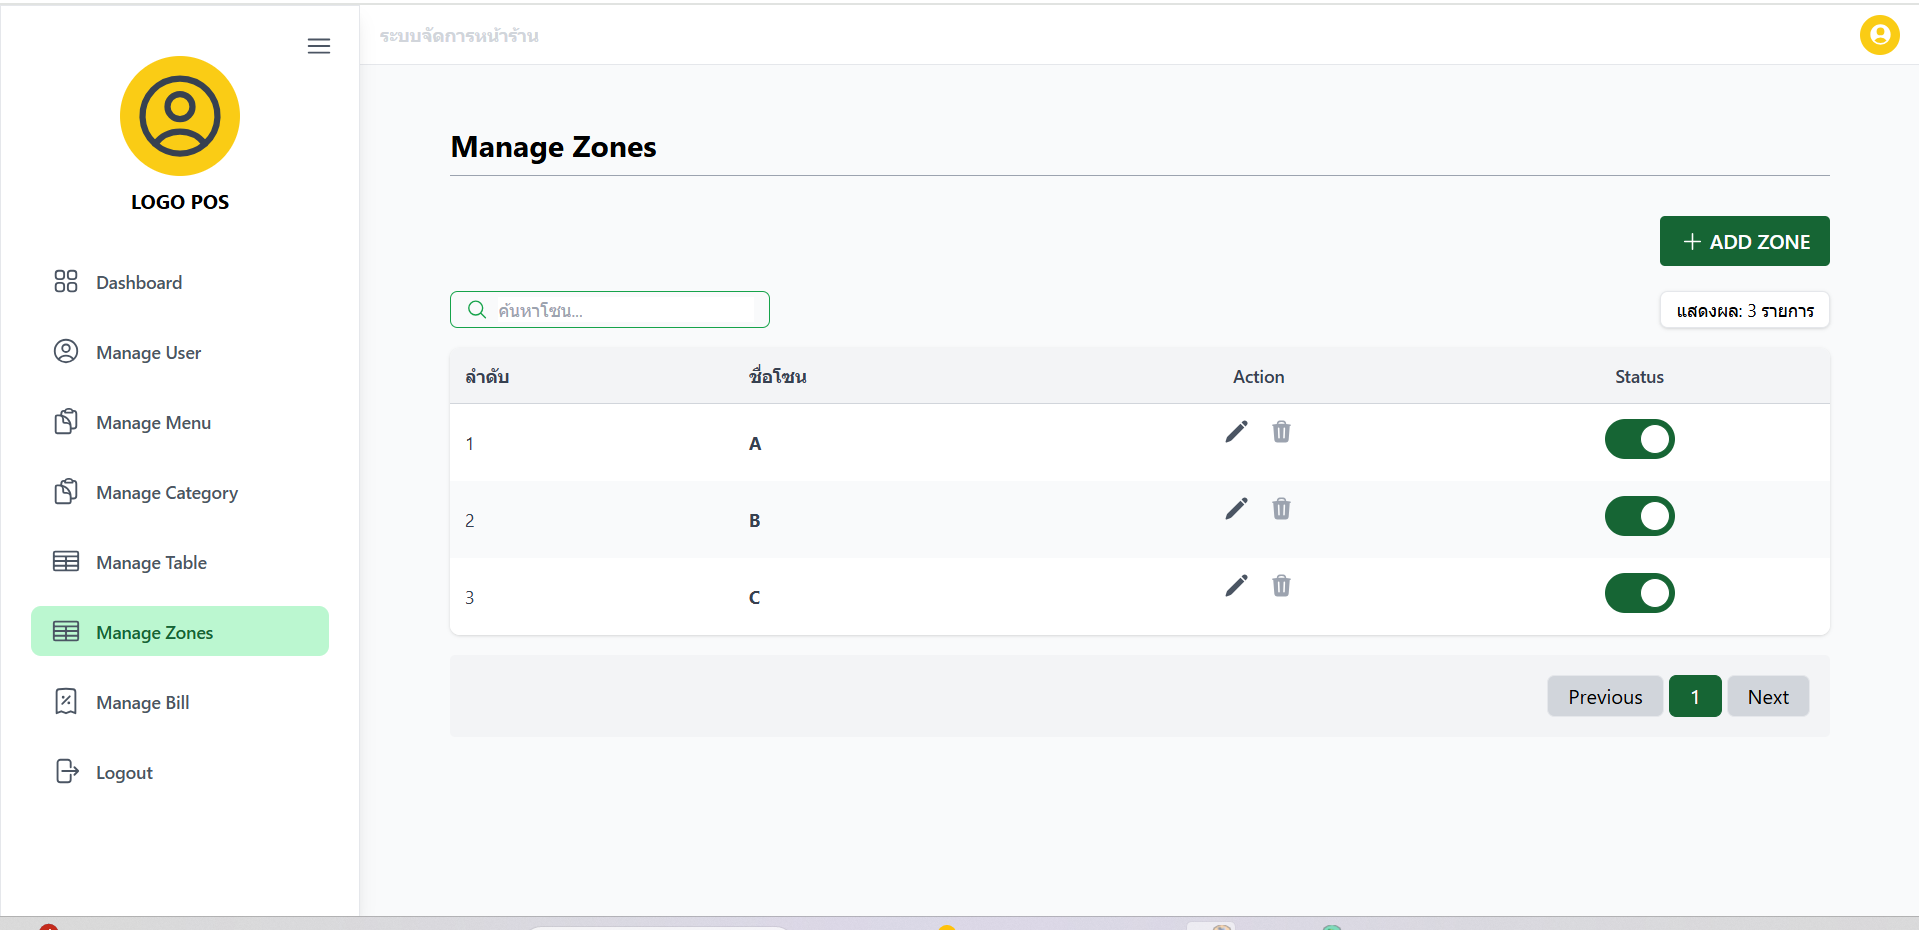 ระบบจัดการหน้าร้าน
LOGO POS
Dashboard
Manage User
Manage Menu
Manage Category
Manage Table
Manage Zones
Manage Bill
Logout
Manage Zones
+ ADD ZONE
ค้นหาโซน...
แสดงผล: 3 รายการ
ลำดับ ชื่อโซน Action Status
1 A
2 B
3 C
Previous 1 Next